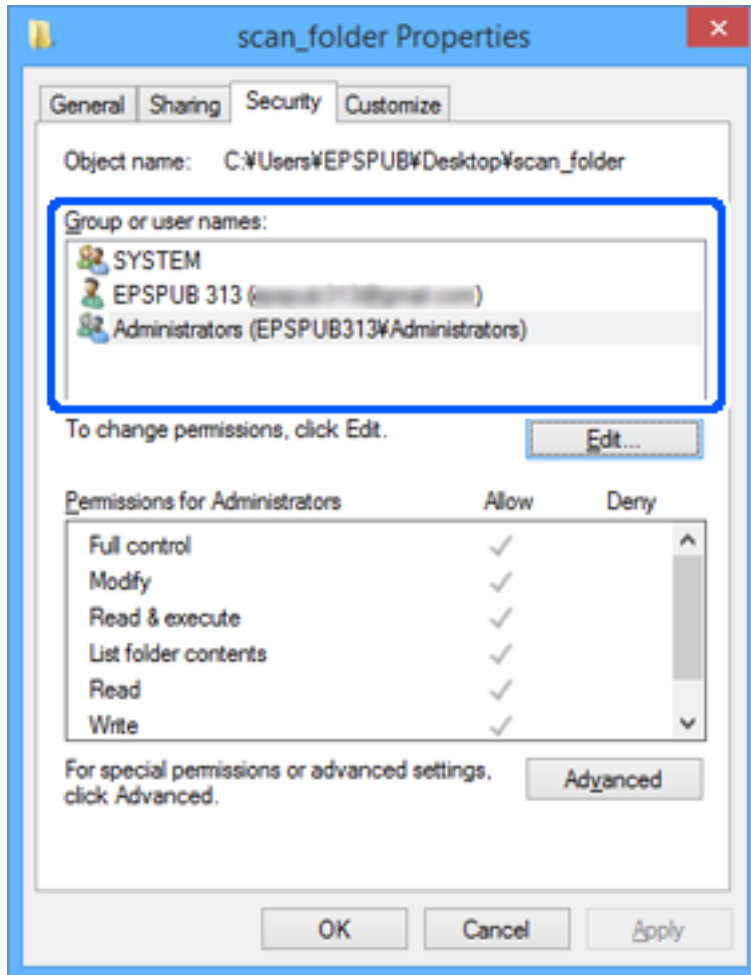 scan_folder Properties
General Sharing Security Customize
Object name: C:¥Users¥EPSPUB¥Desktop¥scan_folder
Group or user names:
SYSTEM
EPSPUB 313 ( )
Administrators (EPSPUB313¥Administrators)
To change permissions, click Edit.
Edit...
Permissions for Administrators Allow Deny
Full control
Modify
Read & execute
List folder contents
Read
Write
For special permissions or advanced settings,
click Advanced.
Advanced
OK Cancel Apply